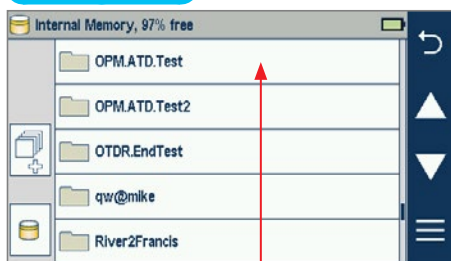 Internal Memory, 97% free
OPM.ATD.Test
OPM.ATD.Test2
OTDR.EndTest
qw@mike
River2Francis